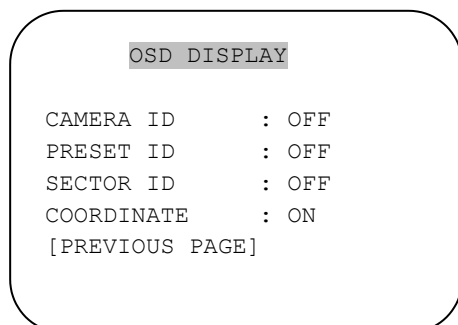 OSD DISPLAY
CAMERA ID : OFF
PRESET ID : OFF
SECTOR ID : OFF
COORDINATE : ON
[PREVIOUS PAGE]